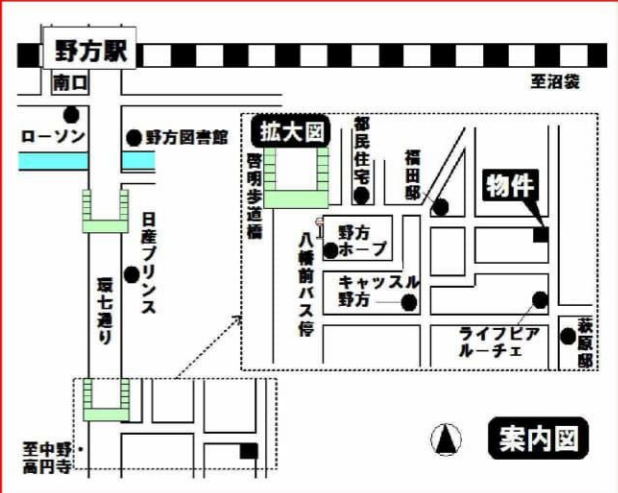 野方駅
南口
至沼袋
ローソン
野方図書館
拡大図
啓明歩道橋
都民住宅
福田邸
物件
八幡前バス停
野方
ホープ
キャッスル
野方
日産プリンス
環七通り
ライフピア
ルーチェ
萩原邸
至中野・
高円寺
案内図